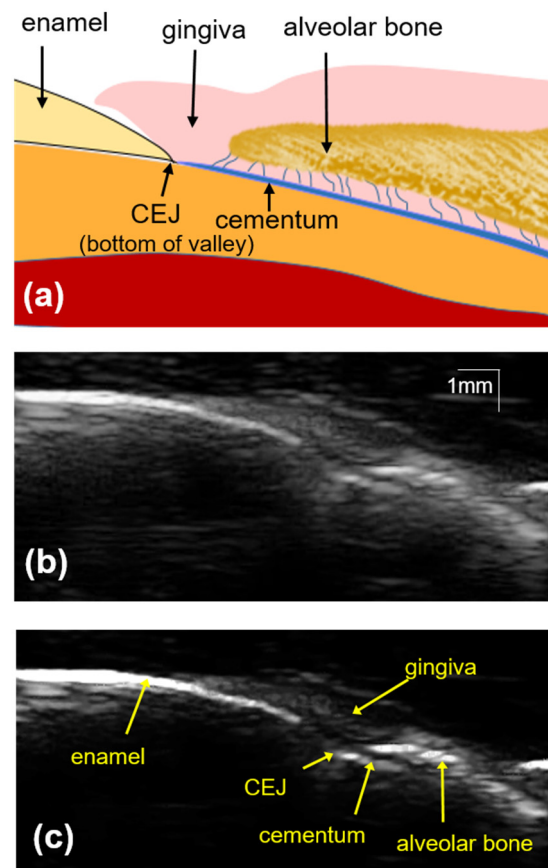 enamel
gingiva
alveolar bone
CEJ
(bottom of valley)
cementum
(a)
1mm
(b)
gingiva
enamel
CEJ
cementum
alveolar bone
(c)